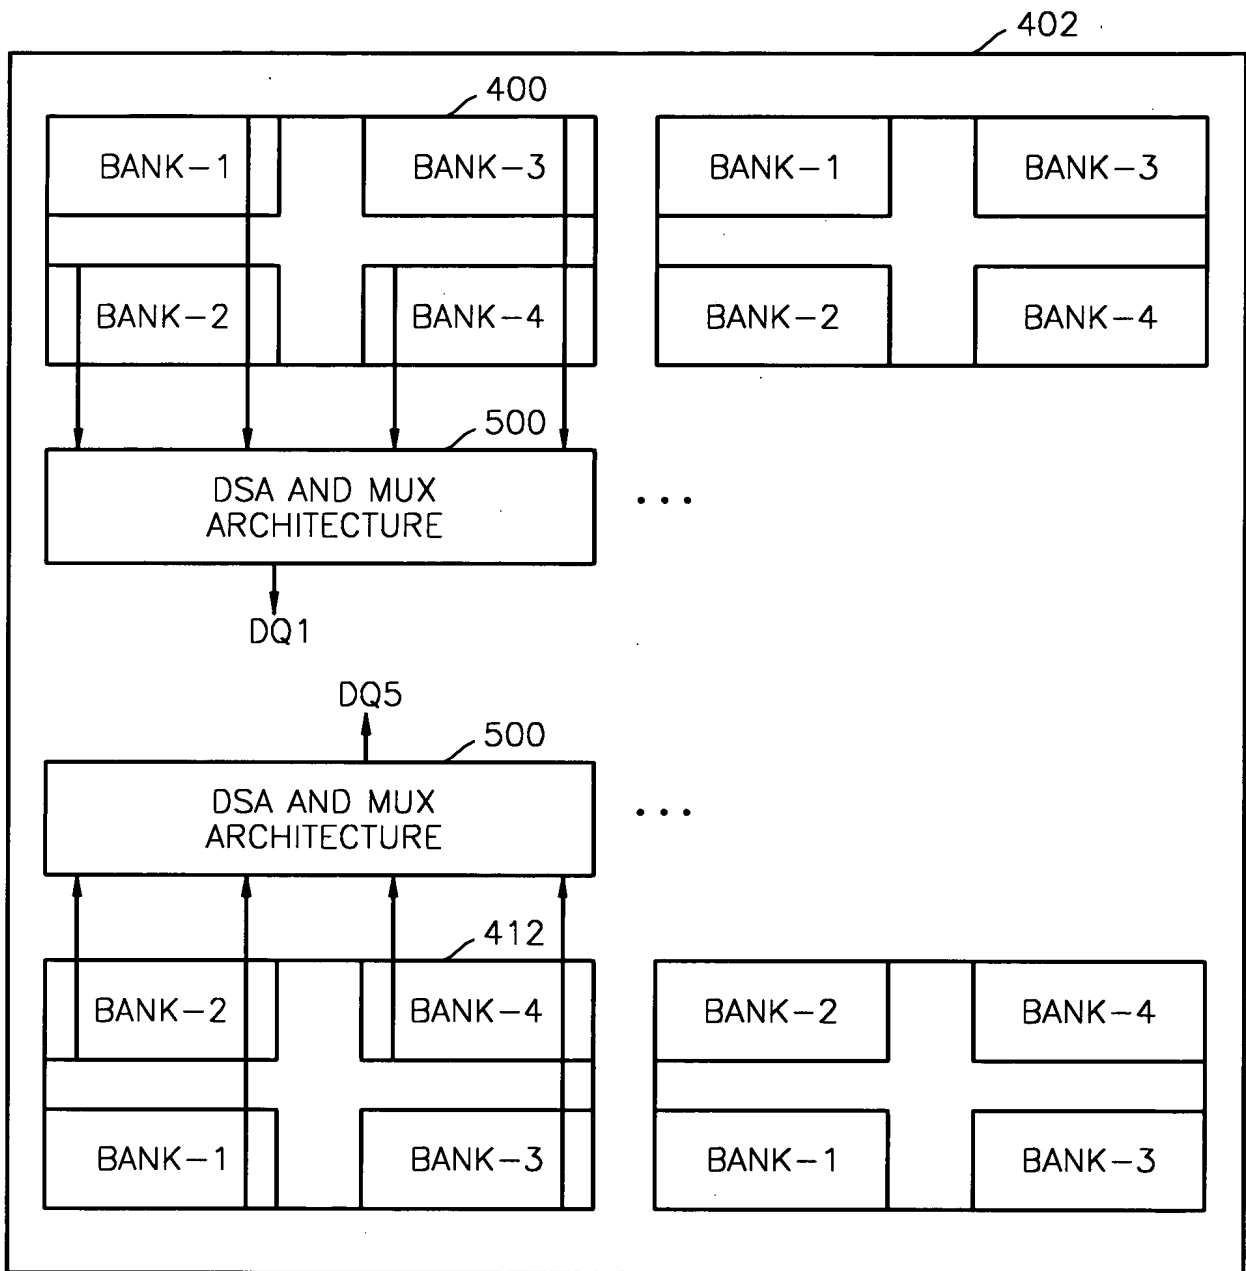 402
400
BANK-1 BANK-3 BANK-1 BANK-3
BANK-2 BANK-4 BANK-2 BANK-4
500
DSA AND MUX
ARCHITECTURE
...
DQ1
DQ5
500
DSA AND MUX
ARCHITECTURE
...
412
BANK-2 BANK-4 BANK-2 BANK-4
BANK-1 BANK-3 BANK-1 BANK-3